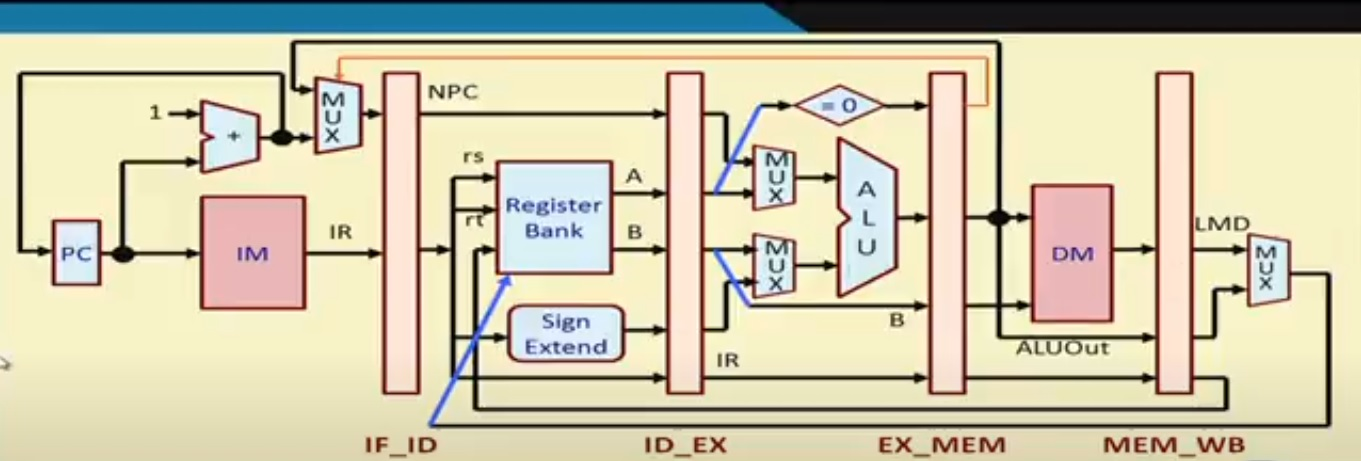 1
+
MUX
NPC
= 0
rs
rt
Register
Bank
A
B
MUX
MUX
ALU
PC
IM
IR
Sign
Extend
B
IR
DM
LMD
MUX
ALUOut
IF_ID
ID_EX
EX_MEM
MEM_WB